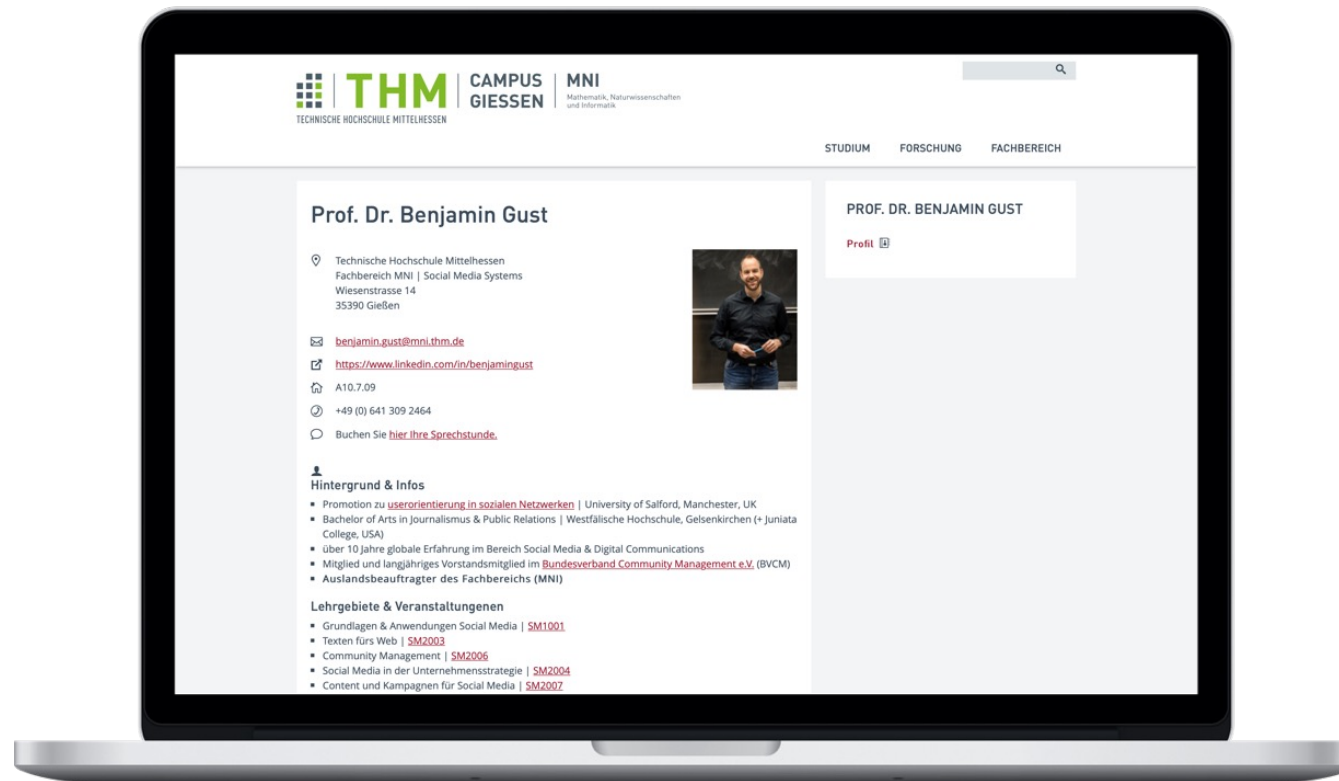 THM
CAMPUS
GIESSEN
MNI
Mathematik, Naturwissenschaften
und Informatik
TECHNISCHE HOCHSCHULE MITTELHESSEN
STUDIUM FORSCHUNG FACHBEREICH
Prof. Dr. Benjamin Gust
Technische Hochschule Mittelhessen
Fachbereich MNI | Social Media Systems
Wiesenstrasse 14
35390 Gießen
benjamin.gust@mni.thm.de
https://www.linkedin.com/in/benjamingust
A10.7.09
+49 (0) 641 309 2464
Buchen Sie hier Ihre Sprechstunde.
Hintergrund & Infos
Promotion zu userorientierung in sozialen Netzwerken | University of Salford, Manchester, UK
Bachelor of Arts in Journalismus & Public Relations | Westfälische Hochschule, Gelsenkirchen (+ Juniata
College, USA)
über 10 Jahre globale Erfahrung im Bereich Social Media & Digital Communications
Mitglied und langjähriges Vorstandsmitglied im Bundesverband Community Management e.V. (BVCM)
Auslandsbeauftragter des Fachbereichs (MNI)
Lehrgebiete & Veranstaltungenen
Grundlagen & Anwendungen Social Media | SM1001
Texten fürs Web | SM2003
Community Management | SM2006
Social Media in der Unternehmensstrategie | SM2004
Content und Kampagnen für Social Media | SM2007
PROF. DR. BENJAMIN GUST
Profil